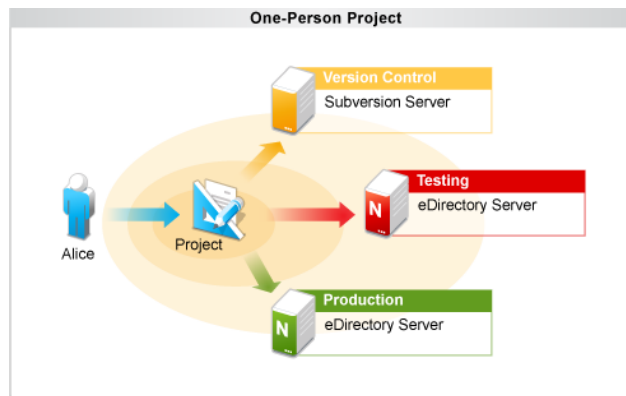 One-Person Project
Version Control
Subversion Server
Testing
N
eDirectory Server
Alice
Project
Production
N
eDirectory Server